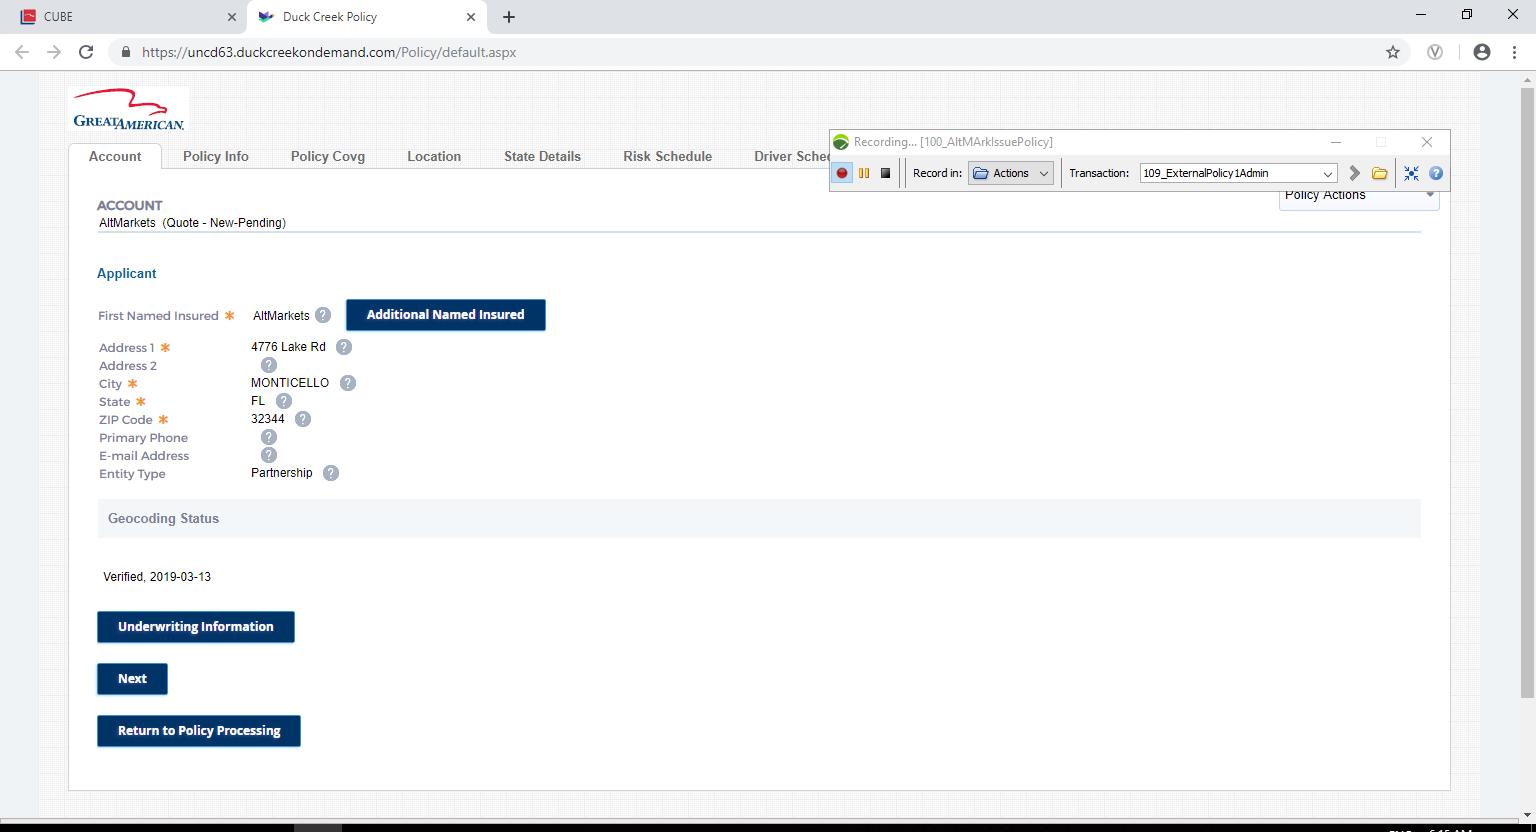 CUBE
Duck Creek Policy
https://uncd63.duckcreekondemand.com/Policy/default.aspx
GREATAMERICAN.
Recording... [100_AltMArkIssuePolicy]
Account Policy Info Policy Covg Location State Details Risk Schedule Driver
Record in: Actions Transaction: 109_ExternalPolicy1Admin
Policy Actions
ACCOUNT
AltMarkets (Quote - New-Pending)
Applicant
First Named Insured * AltMarkets ? Additional Named Insured
Address 1 * 4776 Lake Rd ?
Address 2 ?
City * MONTICELLO ?
State * FL ?
ZIP Code * 32344 ?
Primary Phone ?
E-mail Address ?
Entity Type Partnership ?
Geocoding Status
Verified, 2019-03-13
Underwriting Information
Next
Return to Policy Processing